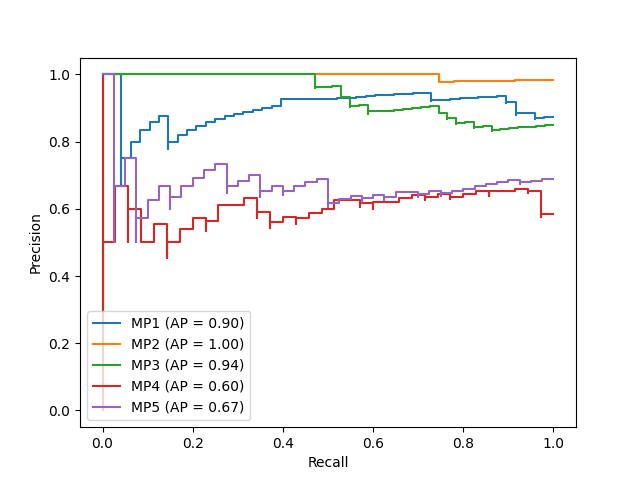 1.0
0.8
0.6
0.4
0.2
0.0
Precision
MP1 (AP = 0.90)
MP2 (AP = 1.00)
MP3 (AP = 0.94)
MP4 (AP = 0.60)
MP5 (AP = 0.67)
0.0 0.2 0.4 0.6 0.8 1.0
Recall